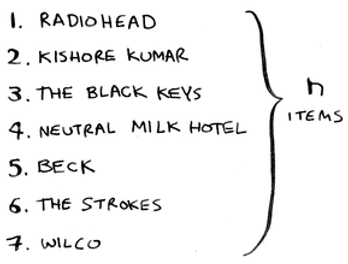 1. RADIOHEAD
2. KISHORE KUMAR
3. THE BLACK KEYS
4. NEUTRAL MILK HOTEL
5. BECK
6. THE STROKES
7. WILCO
n
ITEMS